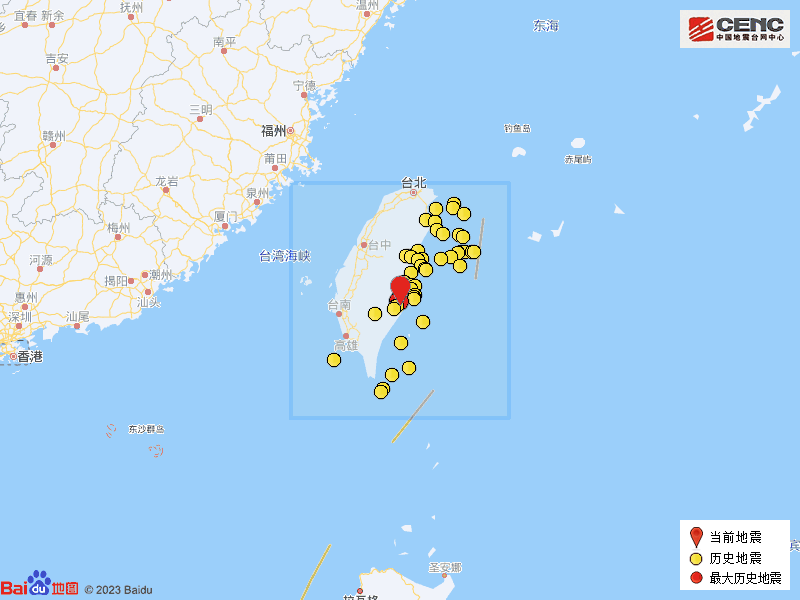 温州
宜春
新余
抚州
东海
CENC
中国地震台网中心
南平
吉安
宁德
三明
福州
钓鱼岛
赣州
莆田
赤尾屿
龙岩
台北
泉州
厦门
梅州
台中
台湾海峡
河源
潮州
揭阳
惠州
汕头
台南
深圳
汕尾
高雄
香港
东沙群岛
当前地震
历史地震
最大历史地震
圣安娜
Bai du 地图 © 2023 Baidu